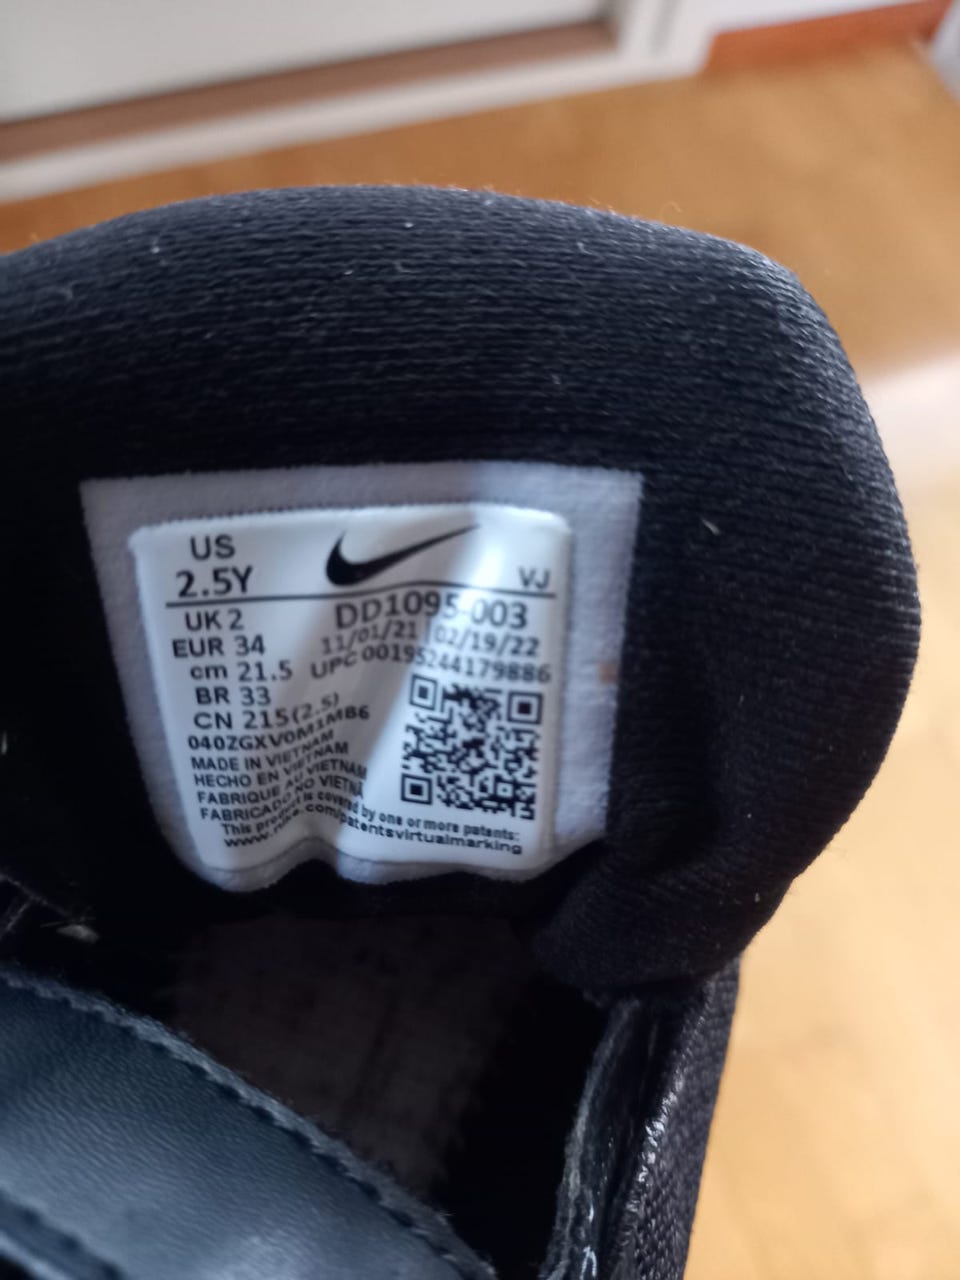 US
2.5Y
VJ
UK 2
DD1095-003
EUR 34
11/01/21 02/19/22
cm 21.5
UPC 00195244179886
BR 33
CN 215(2.5)
040ZGXV0M1MB6
MADE IN VIETNAM
HECHO EN VIETNAM
FABRIQUE AU VIETNAM
FABRICADO NO VIETNÃ
This product is covered by one or more patents:
www.nike.com/patentsvirtualmarking